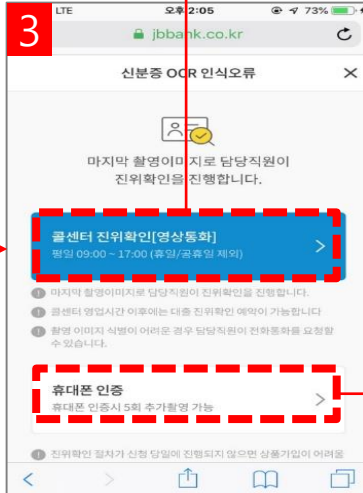 3
LTE 오후 2:05 73%
jbbank.co.kr
신분증 OCR 인식오류
마지막 촬영이미지로 담당직원이
진위확인을 진행합니다.
콜센터 진위확인[영상통화]
평일 09:00 ~ 17:00 (휴일/공휴일 제외)
마지막 촬영이미지로 담당직원이 진위확인을 진행합니다.
콜센터 영업시간 이후에는 대출 진위확인 예약이 가능합니다
촬영 이미지 식별이 어려운 경우 담당직원이 전화통화를 요청할
수 있습니다.
휴대폰 인증
휴대폰 인증시 5회 추가촬영 가능
진위확인 절차가 신청 당일에 진행되지 않으면 상품가입이 어려울